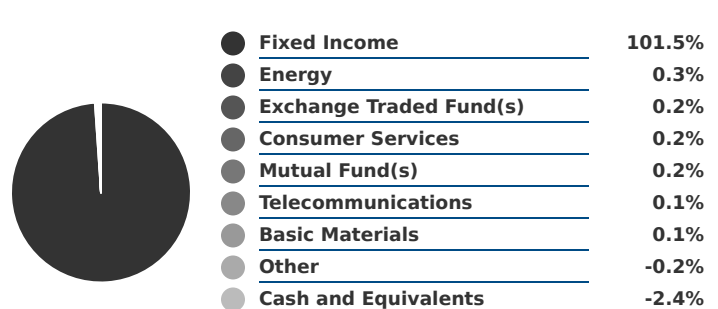 Fixed Income 101.5%
Energy 0.3%
Exchange Traded Fund(s) 0.2%
Consumer Services 0.2%
Mutual Fund(s) 0.2%
Telecommunications 0.1%
Basic Materials 0.1%
Other -0.2%
Cash and Equivalents -2.4%